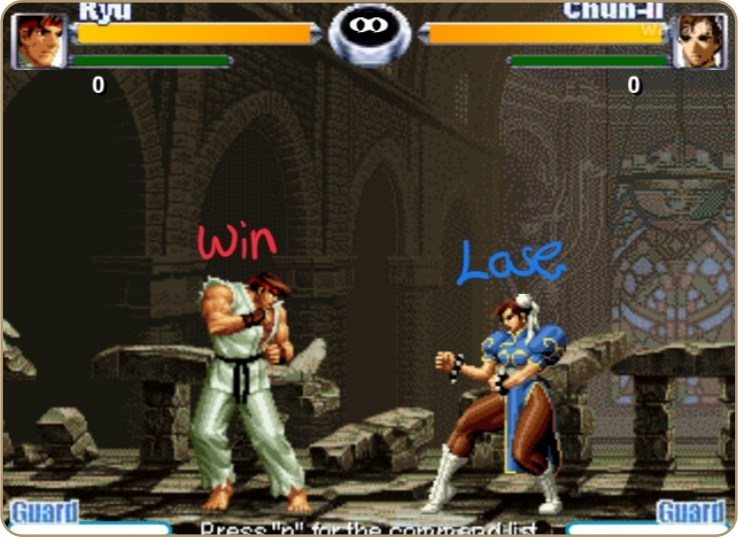 Ryu
Chun-li
0
0
Win
Lose
Guard
Guard
Press "p" for the command list